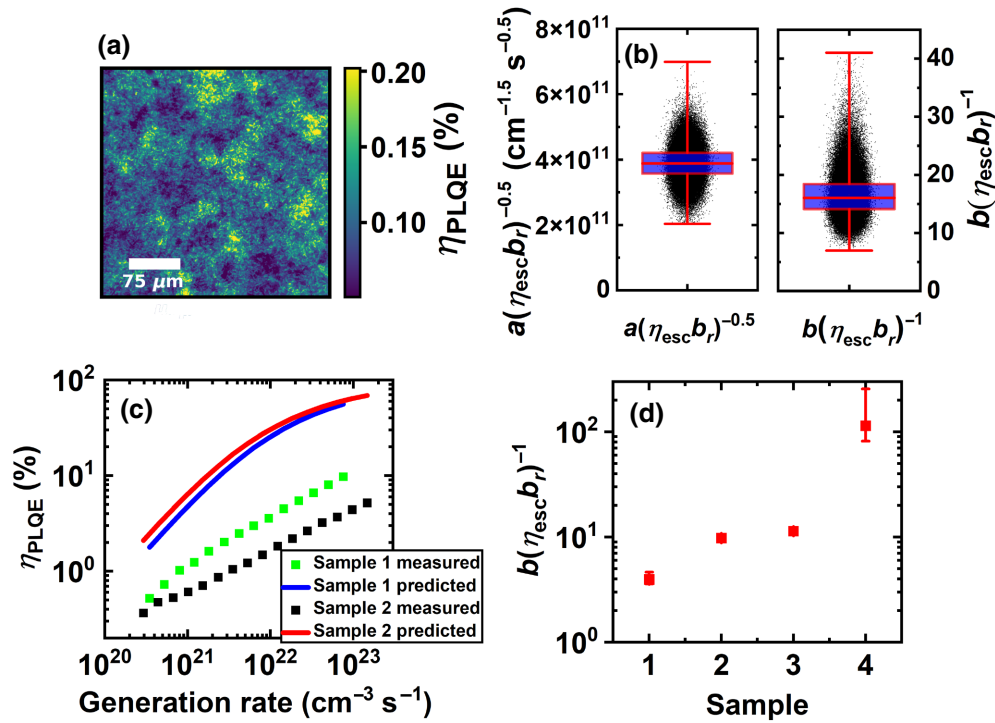 (a)
0.20
0.15
0.10
η_PLQE (%)
75 μm
(b)
a(η_esc b_r)^−0.5 (cm^−1.5 s^−0.5)
8×10^11
6×10^11
4×10^11
2×10^11
0
a(η_esc b_r)^−0.5
40
30
20
10
0
b(η_esc b_r)^−1
b(η_esc b_r)^−1
(c)
η_PLQE (%)
10^2
10^1
10^0
Sample 1 measured
Sample 1 predicted
Sample 2 measured
Sample 2 predicted
10^20 10^21 10^22 10^23
Generation rate (cm^−3 s^−1)
(d)
b(η_esc b_r)^−1
10^2
10^1
10^0
1 2 3 4
Sample